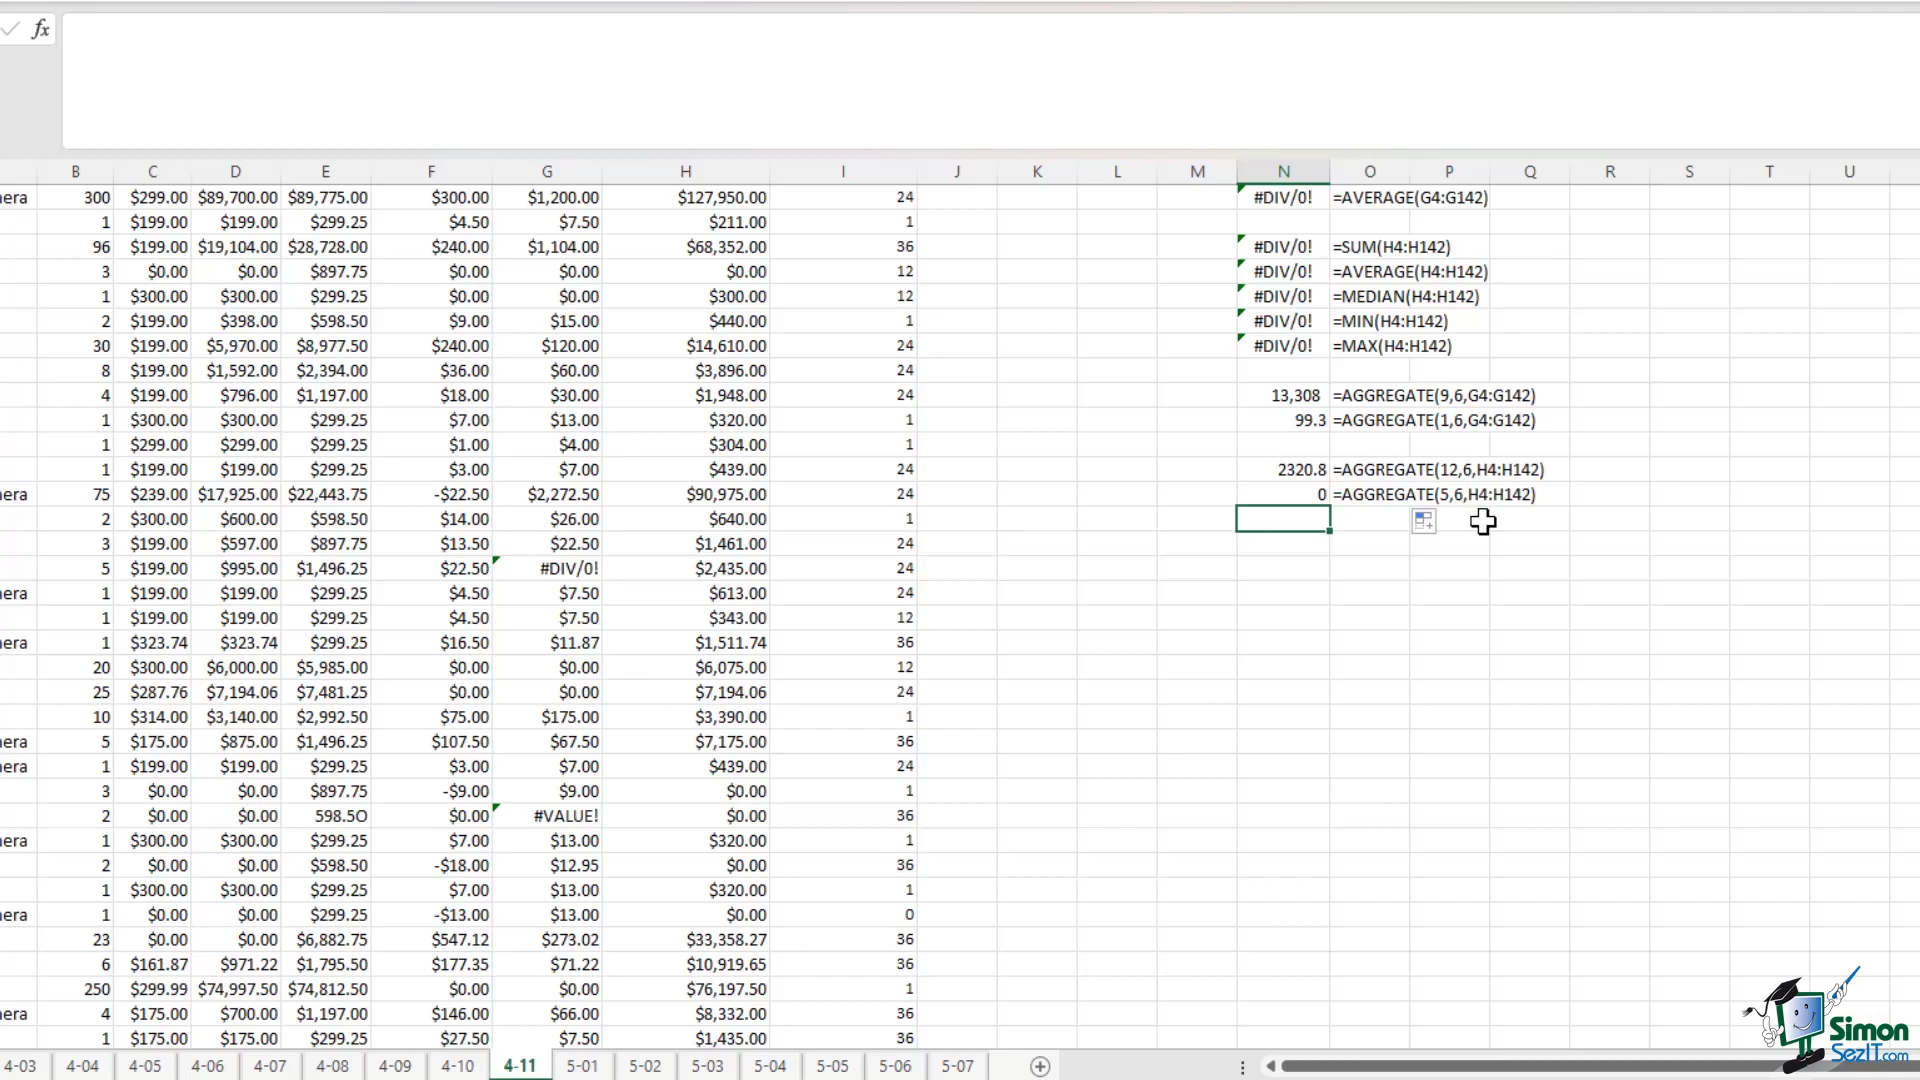 fx
B C D E F G H I J K L M N O P Q R S T U
nera 300 $299.00 $89,700.00 $89,775.00 $300.00 $1,200.00 $127,950.00 24 #DIV/0! =AVERAGE(G4:G142)
1 $199.00 $199.00 $299.25 $4.50 $7.50 $211.00 1
96 $199.00 $19,104.00 $28,728.00 $240.00 $1,104.00 $68,352.00 36 #DIV/0! =SUM(H4:H142)
3 $0.00 $0.00 $897.75 $0.00 $0.00 $0.00 12 #DIV/0! =AVERAGE(H4:H142)
1 $300.00 $300.00 $299.25 $0.00 $0.00 $300.00 12 #DIV/0! =MEDIAN(H4:H142)
2 $199.00 $398.00 $598.50 $9.00 $15.00 $440.00 1 #DIV/0! =MIN(H4:H142)
30 $199.00 $5,970.00 $8,977.50 $240.00 $120.00 $14,610.00 24 #DIV/0! =MAX(H4:H142)
8 $199.00 $1,592.00 $2,394.00 $36.00 $60.00 $3,896.00 24
4 $199.00 $796.00 $1,197.00 $18.00 $30.00 $1,948.00 24 13,308 =AGGREGATE(9,6,G4:G142)
1 $300.00 $300.00 $299.25 $7.00 $13.00 $320.00 1 99.3 =AGGREGATE(1,6,G4:G142)
1 $299.00 $299.00 $299.25 $1.00 $4.00 $304.00 1
1 $199.00 $199.00 $299.25 $3.00 $7.00 $439.00 24 2320.8 =AGGREGATE(12,6,H4:H142)
nera 75 $239.00 $17,925.00 $22,443.75 -$22.50 $2,272.50 $90,975.00 24 0 =AGGREGATE(5,6,H4:H142)
2 $300.00 $600.00 $598.50 $14.00 $26.00 $640.00 1
3 $199.00 $597.00 $897.75 $13.50 $22.50 $1,461.00 24
5 $199.00 $995.00 $1,496.25 $22.50 #DIV/0! $2,435.00 24
nera 1 $199.00 $199.00 $299.25 $4.50 $7.50 $613.00 24
1 $199.00 $199.00 $299.25 $4.50 $7.50 $343.00 12
nera 1 $323.74 $323.74 $299.25 $16.50 $11.87 $1,511.74 36
20 $300.00 $6,000.00 $5,985.00 $0.00 $0.00 $6,075.00 12
25 $287.76 $7,194.06 $7,481.25 $0.00 $0.00 $7,194.06 24
10 $314.00 $3,140.00 $2,992.50 $75.00 $175.00 $3,390.00 1
nera 5 $175.00 $875.00 $1,496.25 $107.50 $67.50 $7,175.00 36
nera 1 $199.00 $199.00 $299.25 $3.00 $7.00 $439.00 24
3 $0.00 $0.00 $897.75 -$9.00 $9.00 $0.00 1
2 $0.00 $0.00 598.5O $0.00 #VALUE! $0.00 36
nera 1 $300.00 $300.00 $299.25 $7.00 $13.00 $320.00 1
2 $0.00 $0.00 $598.50 -$18.00 $12.95 $0.00 36
1 $300.00 $300.00 $299.25 $7.00 $13.00 $320.00 1
nera 1 $0.00 $0.00 $299.25 -$13.00 $13.00 $0.00 0
23 $0.00 $0.00 $6,882.75 $547.12 $273.02 $33,358.27 36
6 $161.87 $971.22 $1,795.50 $177.35 $71.22 $10,919.65 36
250 $299.99 $74,997.50 $74,812.50 $0.00 $0.00 $76,197.50 1
nera 4 $175.00 $700.00 $1,197.00 $146.00 $66.00 $8,332.00 36
1 $175.00 $175.00 $299.25 $27.50 $7.50 $1,435.00 36
Simon
SezIT.com
4-03 4-04 4-05 4-06 4-07 4-08 4-09 4-10 4-11 5-01 5-02 5-03 5-04 5-05 5-06 5-07